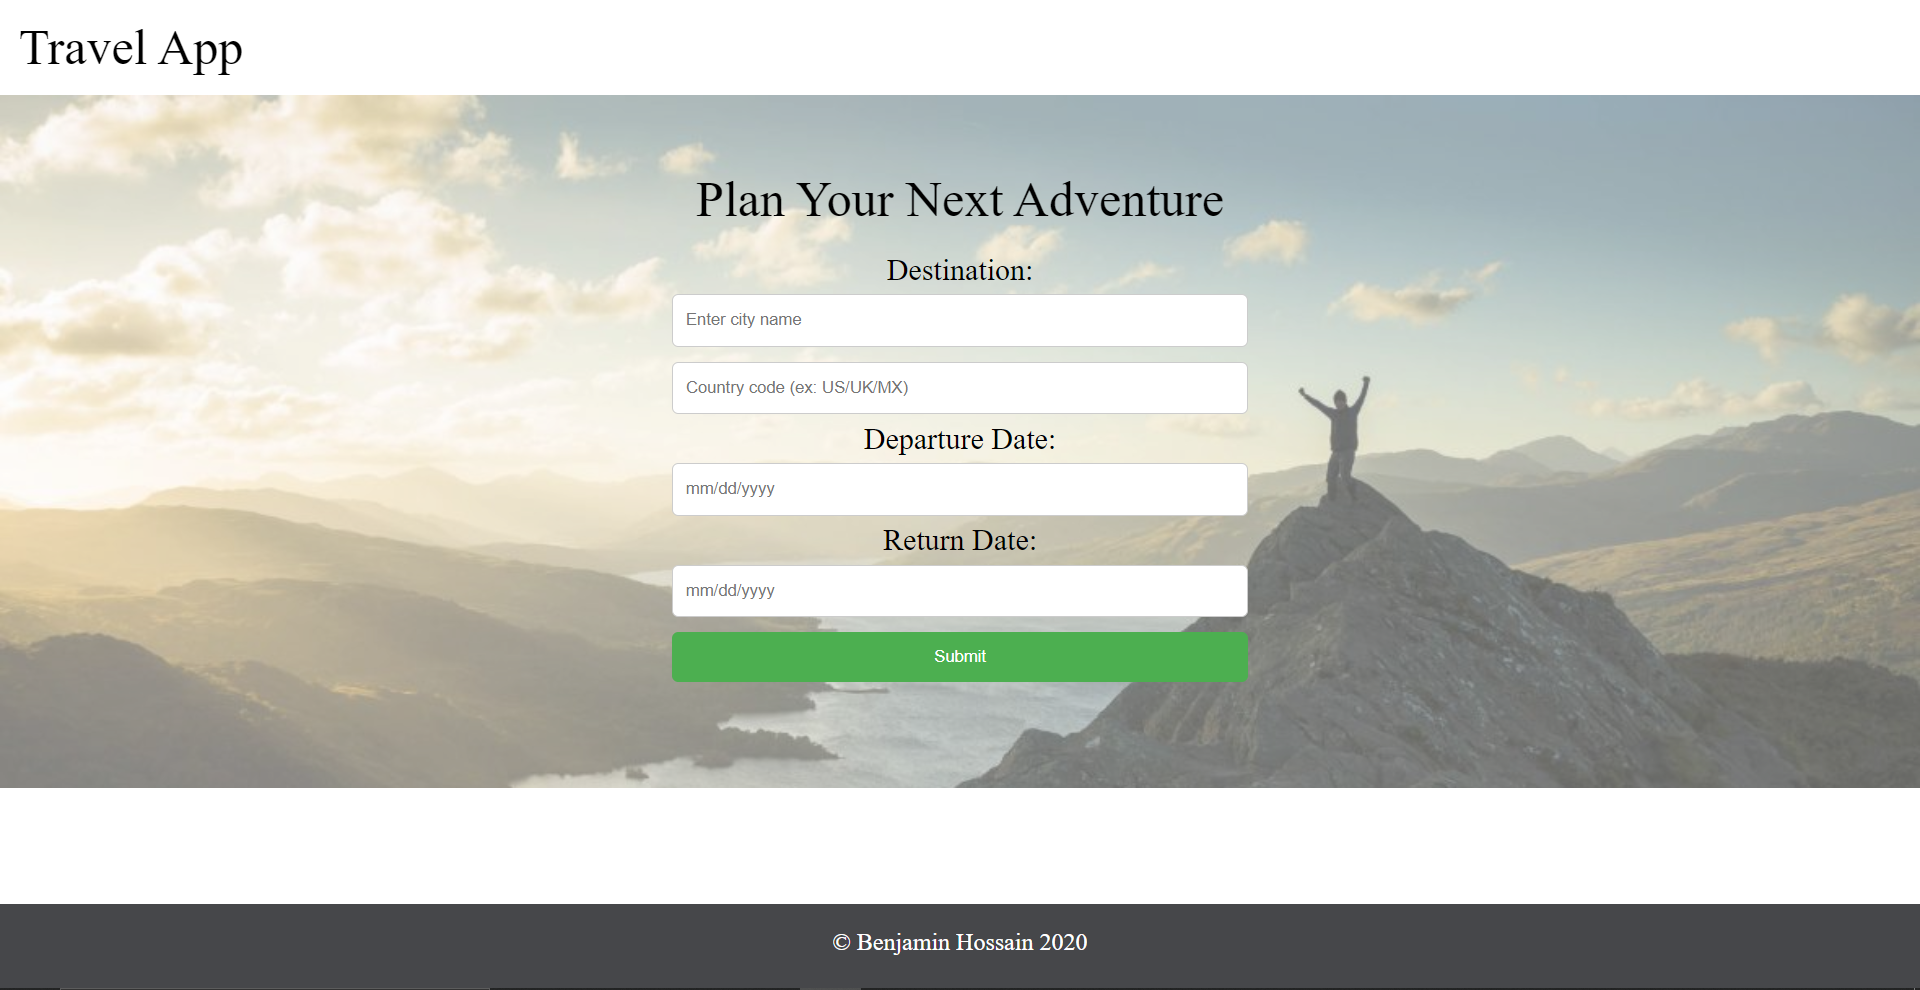 Travel App
Plan Your Next Adventure
Destination:
Enter city name
Country code (ex: US/UK/MX)
Departure Date:
mm/dd/yyyy
Return Date:
mm/dd/yyyy
Submit
© Benjamin Hossain 2020